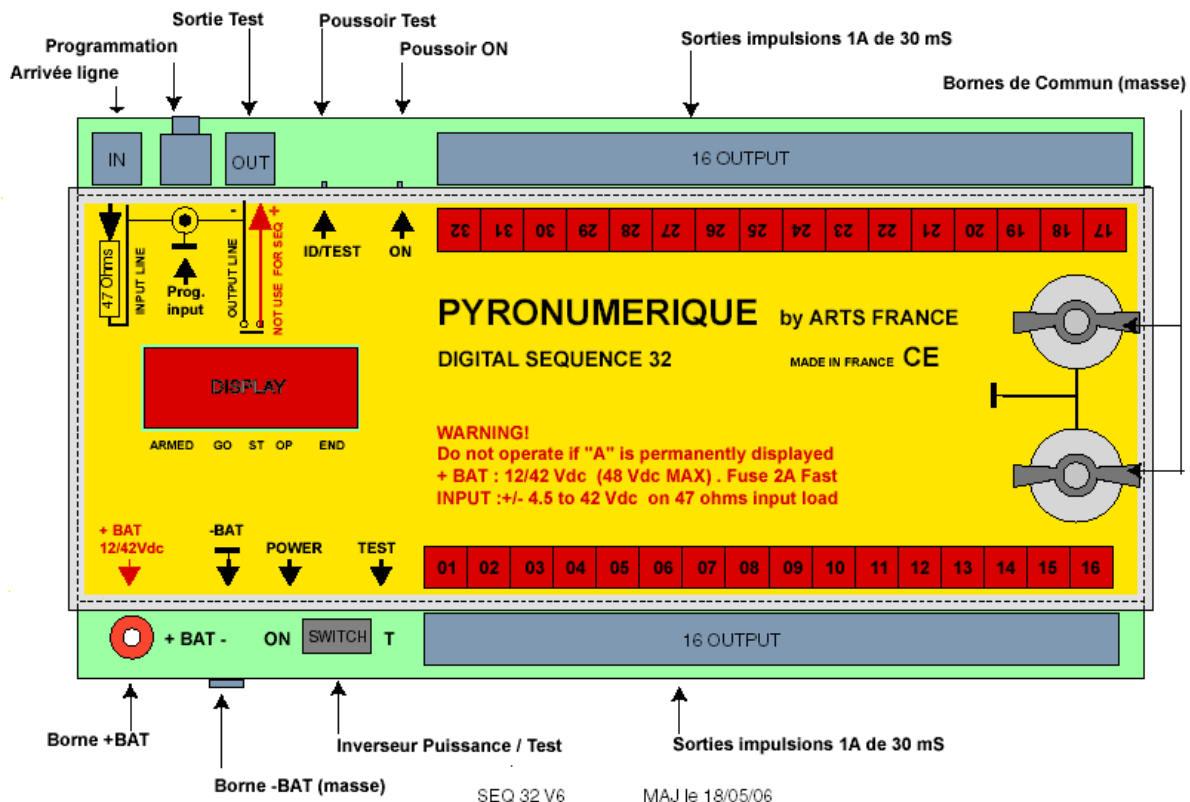 Sortie Test
Poussoir Test
Programmation
Poussoir ON
Sorties impulsions 1A de 30 mS
Arrivée ligne
Bornes de Commun (masse)
IN
OUT
16 OUTPUT
47 Ohms
INPUT LINE
Prog.
input
OUTPUT LINE
-
+
NOT USE FOR SEQ
ID/TEST
ON
32 31 30 29 28 27 26 25 24 23 22 21 20 19 18 17
PYRONUMERIQUE by ARTS FRANCE
DIGITAL SEQUENCE 32
MADE IN FRANCE CE
DISPLAY
ARMED GO ST OP END
WARNING!
Do not operate if "A" is permanently displayed
+ BAT : 12/42 Vdc (48 Vdc MAX) . Fuse 2A Fast
INPUT :+/- 4.5 to 42 Vdc on 47 ohms input load
+ BAT
12/42Vdc
-BAT
POWER
TEST
01 02 03 04 05 06 07 08 09 10 11 12 13 14 15 16
+ BAT -
ON
SWITCH
T
16 OUTPUT
Borne +BAT
Inverseur Puissance / Test
Sorties impulsions 1A de 30 mS
Borne -BAT (masse)
SEQ 32 V6
MAJ le 18/05/06